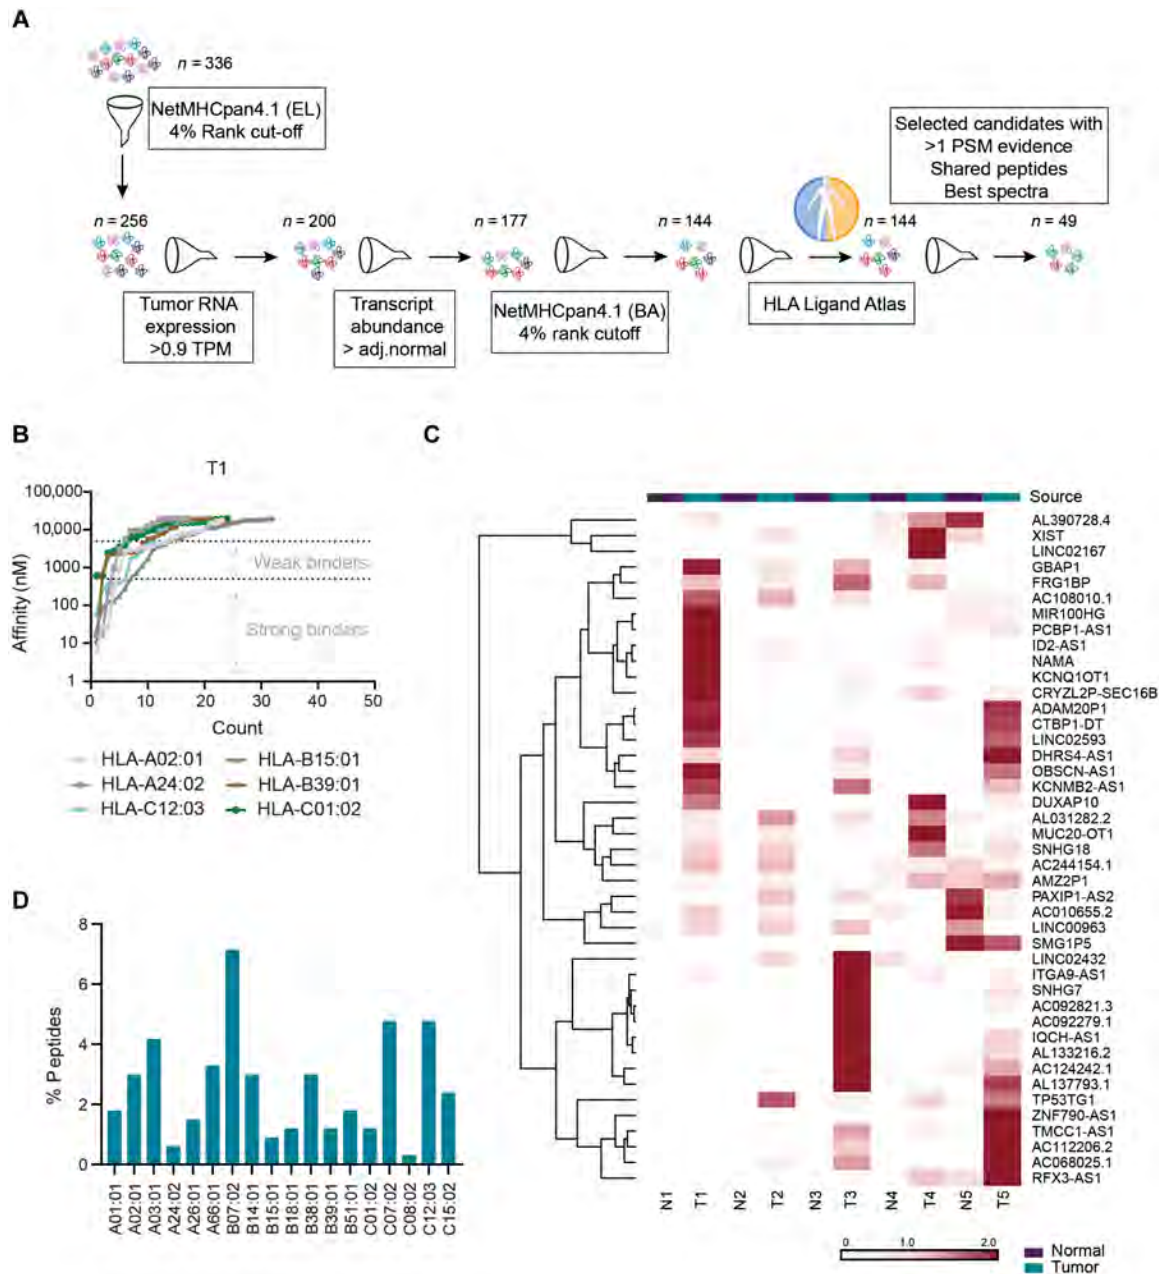 A
n = 336
NetMHCpan4.1 (EL)
4% Rank cut-off
Selected candidates with
>1 PSM evidence
Shared peptides
Best spectra
n = 256
n = 200
n = 177
n = 144
n = 144
n = 49
Tumor RNA
expression
>0.9 TPM
Transcript
abundance
> adj.normal
NetMHCpan4.1 (BA)
4% rank cutoff
HLA Ligand Atlas
B
T1
100,000
10,000
1000
100
10
1
Affinity (nM)
Weak binders
Strong binders
0 10 20 30 40 50
Count
HLA-A02:01
HLA-A24:02
HLA-C12:03
HLA-B15:01
HLA-B39:01
HLA-C01:02
C
Source
AL390728.4
XIST
LINC02167
GBAP1
FRG1BP
AC108010.1
MIR100HG
PCBP1-AS1
ID2-AS1
NAMA
KCNQ1OT1
CRYZL2P-SEC16B
ADAM20P1
CTBP1-DT
LINC02593
DHRS4-AS1
OBSCN-AS1
KCNMB2-AS1
DUXAP10
AL031282.2
MUC20-OT1
SNHG18
AC244154.1
AMZ2P1
PAXIP1-AS2
AC010655.2
LINC00963
SMG1P5
LINC02432
ITGA9-AS1
SNHG7
AC092821.3
AC092279.1
IQCH-AS1
AL133216.2
AC124242.1
AL137793.1
TP53TG1
ZNF790-AS1
TMCC1-AS1
AC112206.2
AC068025.1
RFX3-AS1
N1 T1 N2 T2 N3 T3 N4 T4 N5 T5
0 1.0 2.0
Normal
Tumor
D
8
6
4
2
0
% Peptides
A01:01
A02:01
A03:01
A24:02
A26:01
A66:01
B07:02
B14:01
B15:01
B18:01
B38:01
B39:01
B51:01
C01:02
C07:02
C08:02
C12:03
C15:02